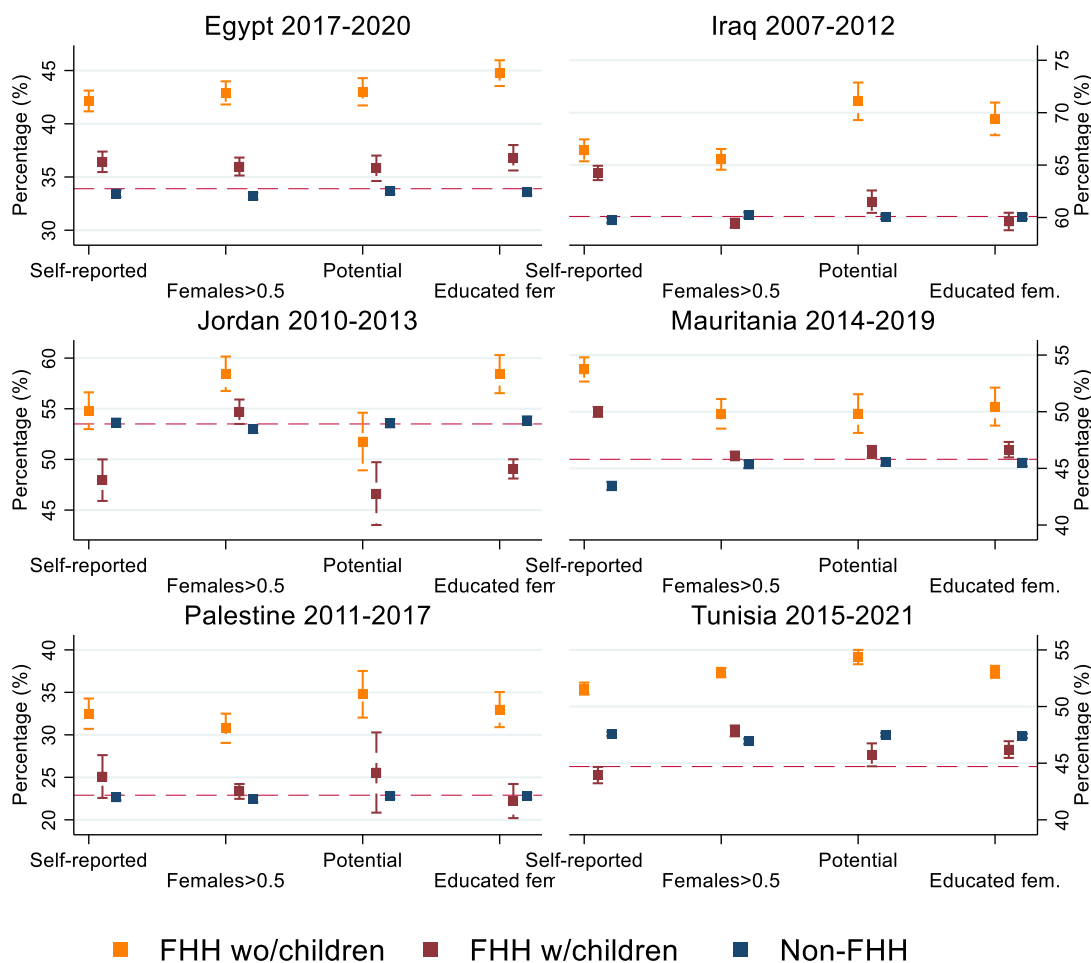 Egypt 2017-2020
Percentage (%)
45
40
35
30
Self-reported
Females>0.5
Potential
Educated fem
Iraq 2007-2012
Percentage (%)
75
70
65
60
Self-reported
Females>0.5
Potential
Educated fem.
Jordan 2010-2013
Percentage (%)
60
55
50
45
Self-reported
Females>0.5
Potential
Educated fem
Mauritania 2014-2019
Percentage (%)
55
50
45
40
Self-reported
Females>0.5
Potential
Educated fem.
Palestine 2011-2017
Percentage (%)
40
35
30
25
20
Self-reported
Females>0.5
Potential
Educated fem
Tunisia 2015-2021
Percentage (%)
55
50
45
40
Self-reported
Females>0.5
Potential
Educated fem.
FHH wo/children
FHH w/children
Non-FHH